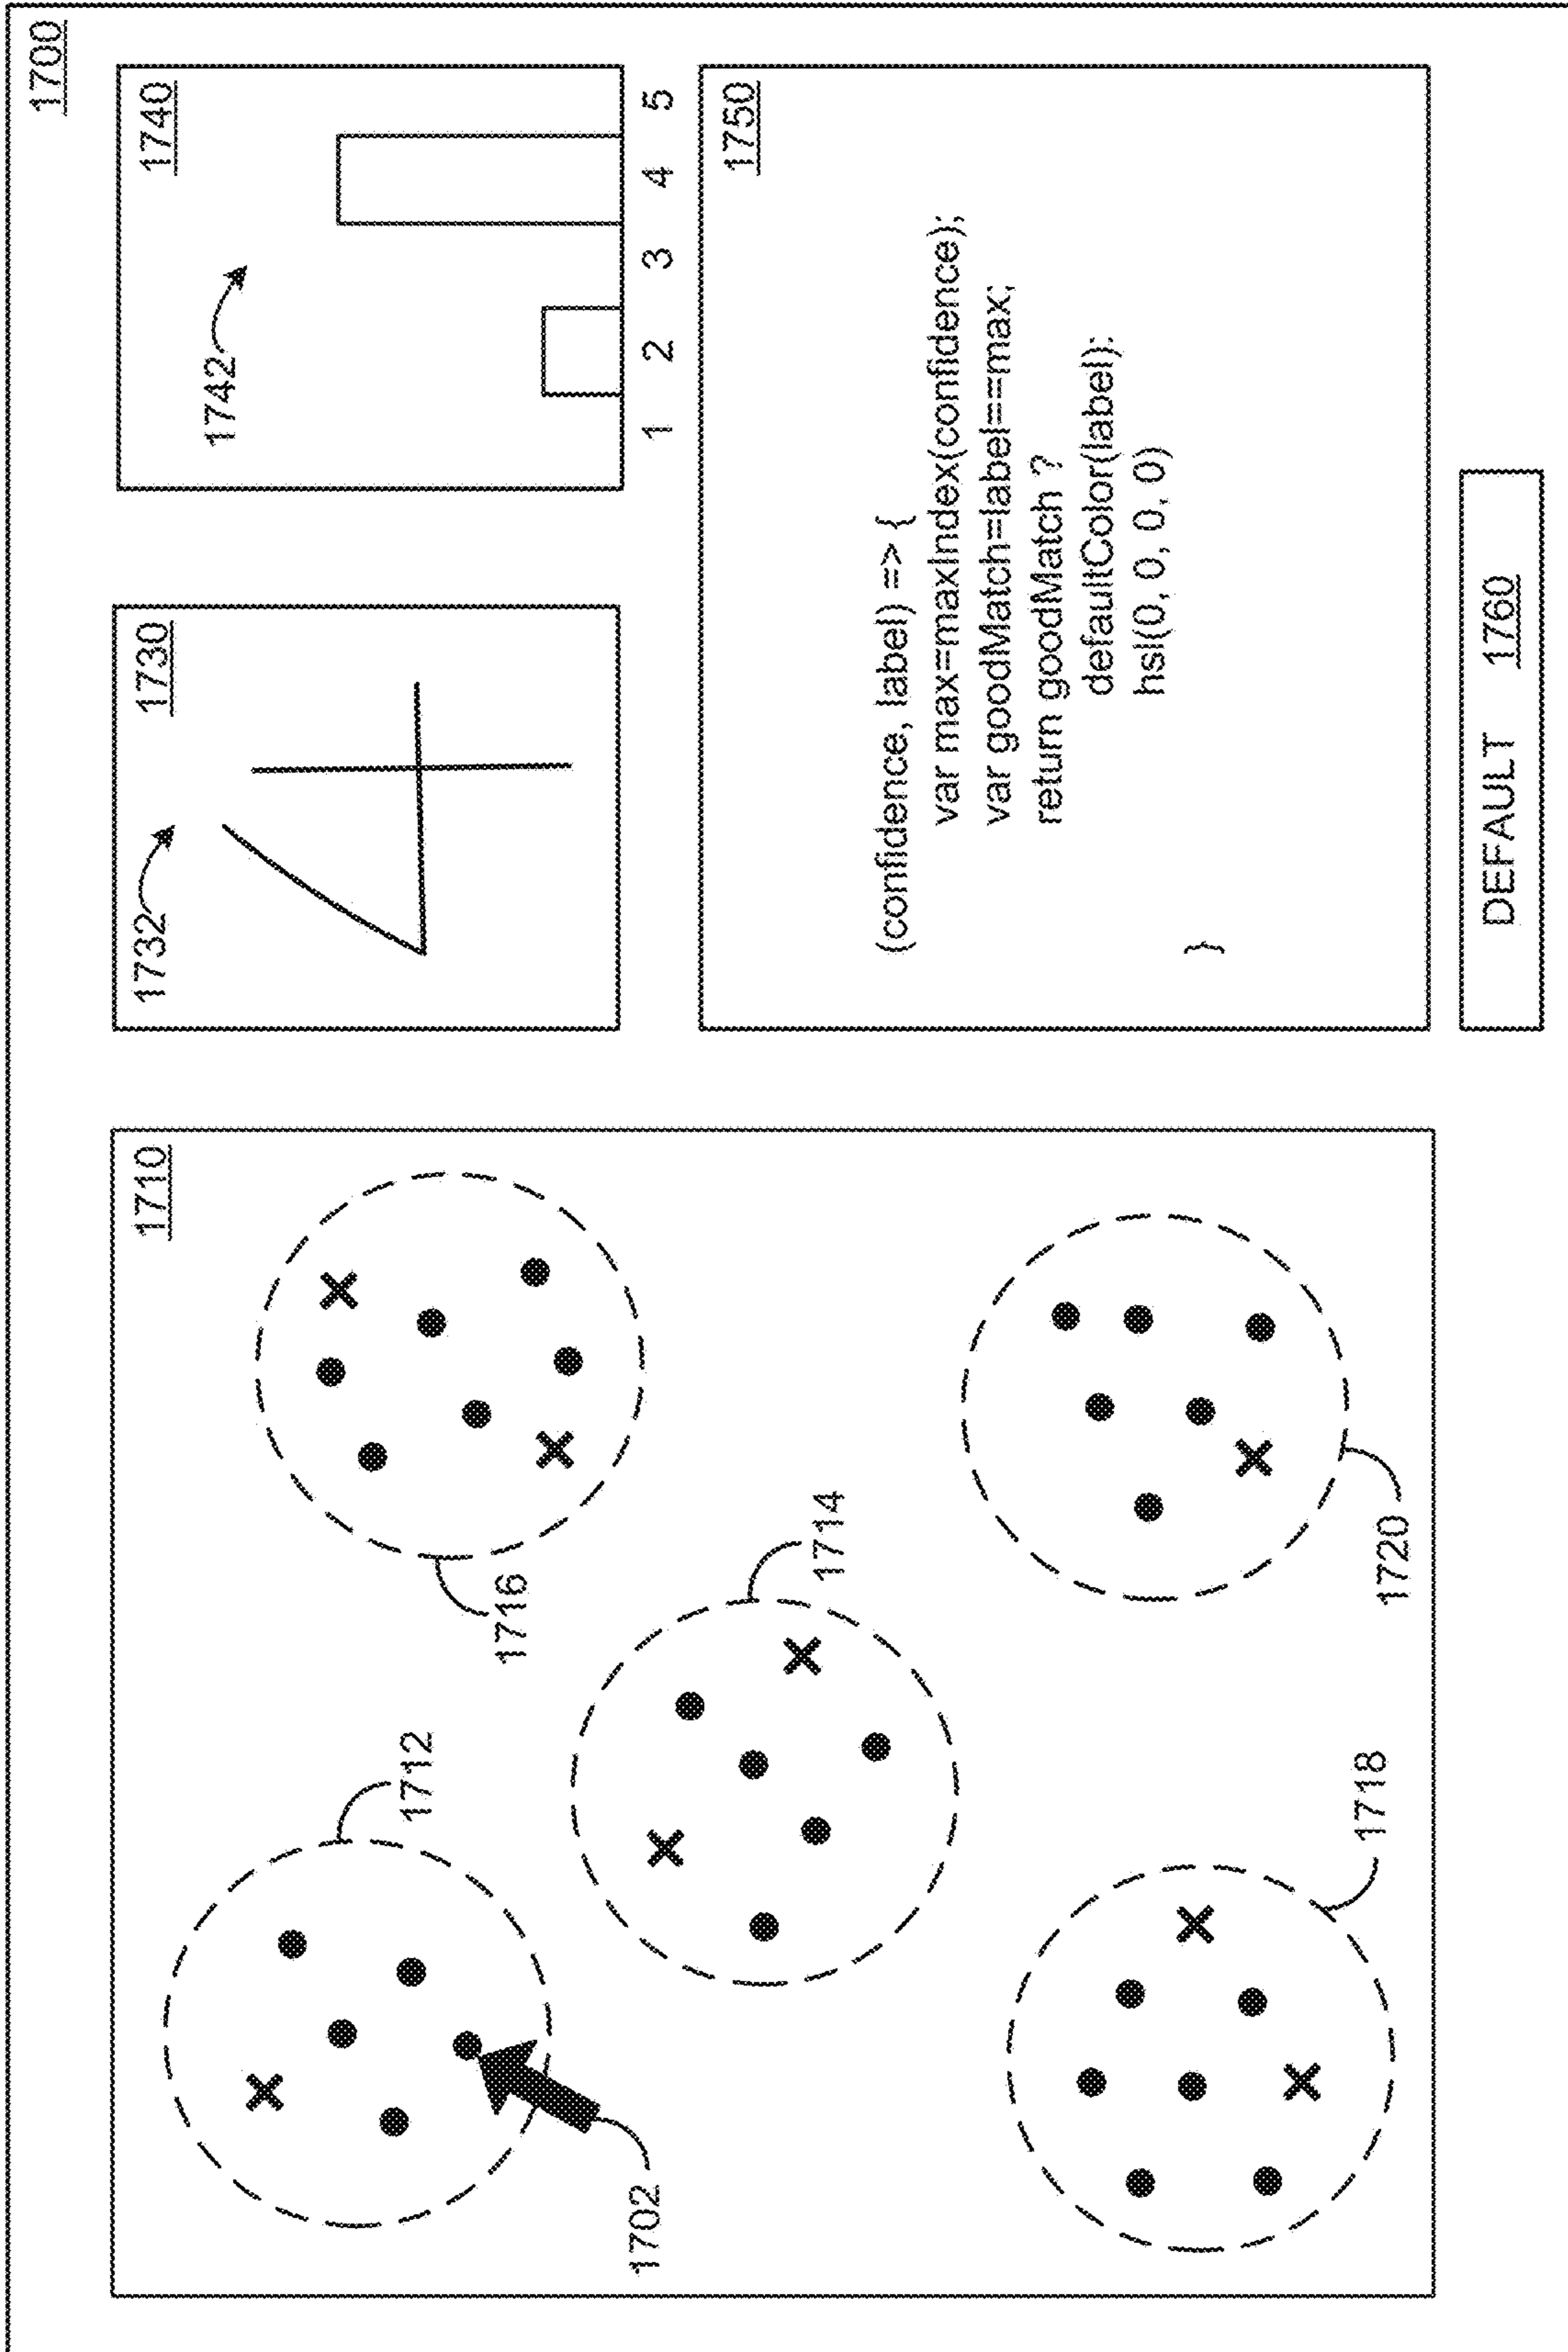 1700
1710
1712
1716
1714
1702
1718
1720
1730
1732
4
1740
1742
1 2 3 4 5
1750
(confidence, label) => {
var max=maxIndex(confidence);
var goodMatch=label==max;
return goodMatch ?
defaultColor(label):
hsl(0, 0, 0, 0)
}
DEFAULT 1760